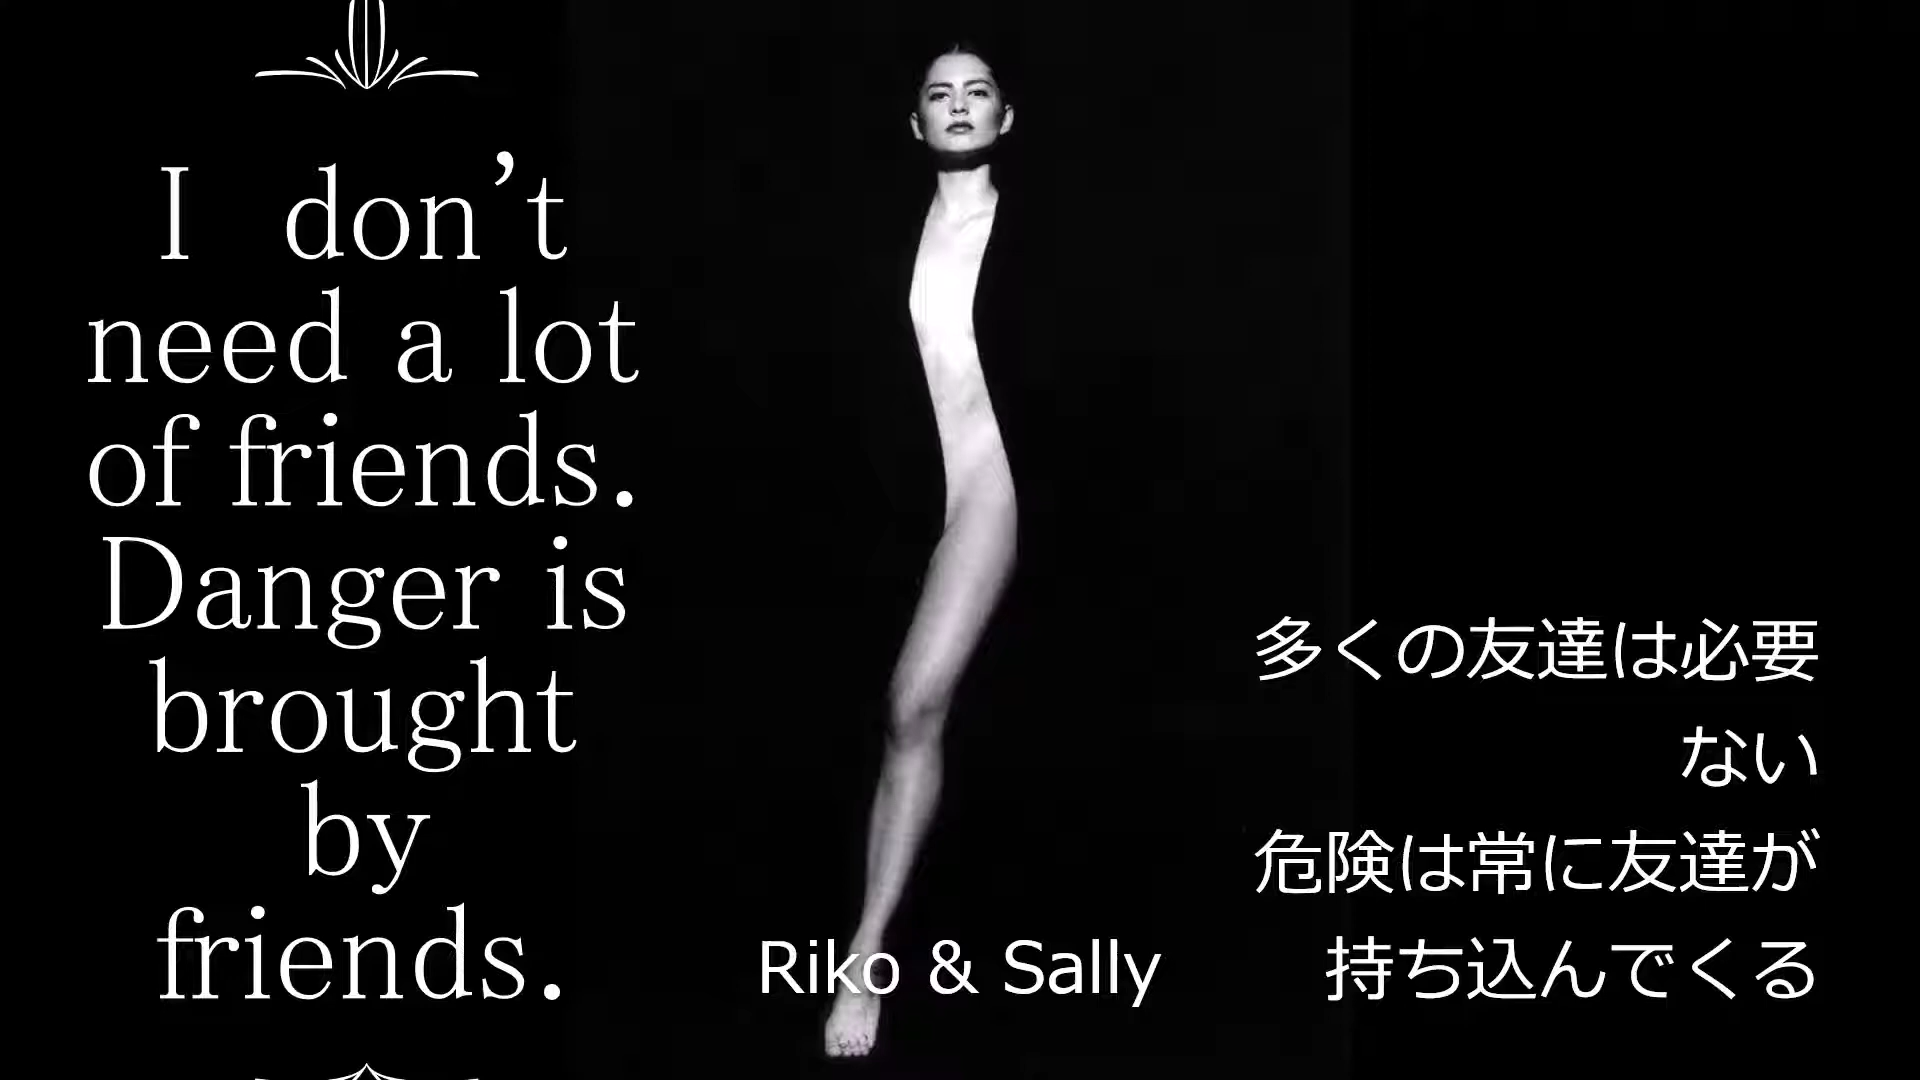 I don’t
need a lot
of friends.
Danger is
brought
by
friends.
Riko & Sally
多くの友達は必要
ない
危険は常に友達が
持ち込んでくる